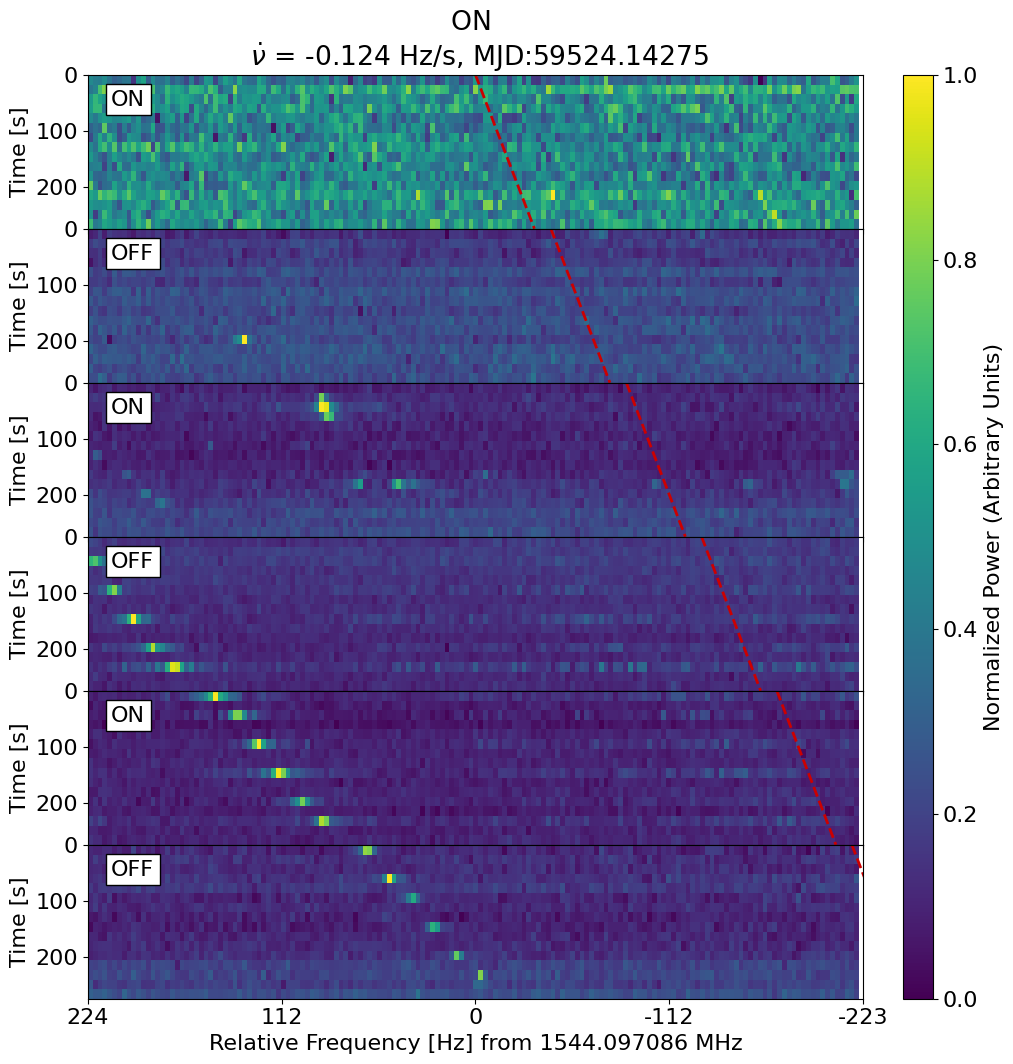 ON
ν̇ = -0.124 Hz/s, MJD:59524.14275
0
100
200
Time [s]
ON
0
100
200
Time [s]
OFF
0
100
200
Time [s]
ON
0
100
200
Time [s]
OFF
0
100
200
Time [s]
ON
0
100
200
Time [s]
OFF
224 112 0 -112 -223
Relative Frequency [Hz] from 1544.097086 MHz
1.0
0.8
0.6
0.4
0.2
0.0
Normalized Power (Arbitrary Units)